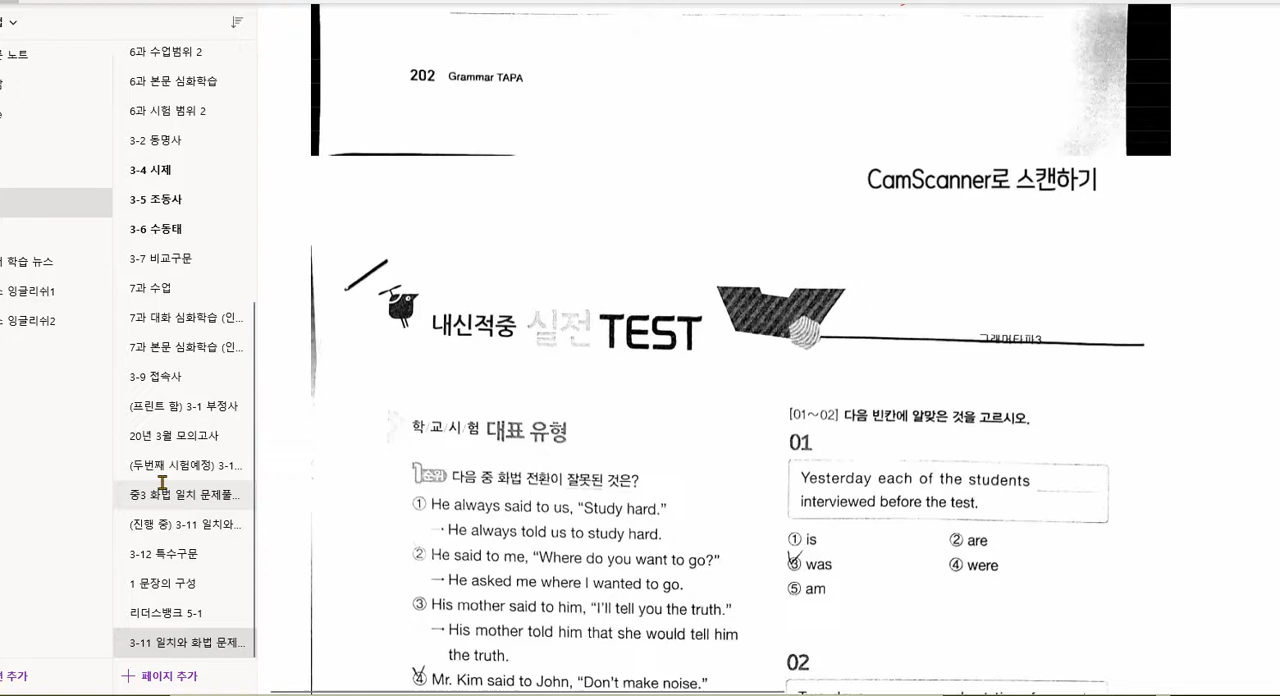 노트
6과 수업범위 2
6과 본문 심화학습
6과 시험 범위 2
3-2 동명사
3-4 시제
3-5 조동사
3-6 수동태
3-7 비교구문
7과 수업
7과 대화 심화학습 (인...
7과 본문 심화학습 (인...
3-9 접속사
(프린트 함) 3-1 부정사
20년 3월 모의고사
(두번째 시험예정) 3-1...
중3 화법 일치 문제풀...
(진행 중) 3-11 일치와...
3-12 특수구문
1 문장의 구성
리더스뱅크 5-1
3-11 일치와 화법 문제...
페이지 추가
학습 뉴스
잉글리쉬1
잉글리쉬2
추가
202 Grammar TAPA
CamScanner로 스캔하기
내신적중 실전 TEST
그래머타파3
학/교/시/험 대표 유형
1순위 다음 중 화법 전환이 잘못된 것은?
① He always said to us, “Study hard.”
→ He always told us to study hard.
② He said to me, “Where do you want to go?”
→ He asked me where I wanted to go.
③ His mother said to him, “I’ll tell you the truth.”
→ His mother told him that she would tell him
the truth.
④ Mr. Kim said to John, “Don’t make noise.”
[01~02] 다음 빈칸에 알맞은 것을 고르시오.
01
Yesterday each of the students
interviewed before the test.
① is ② are
③ was ④ were
⑤ am
02